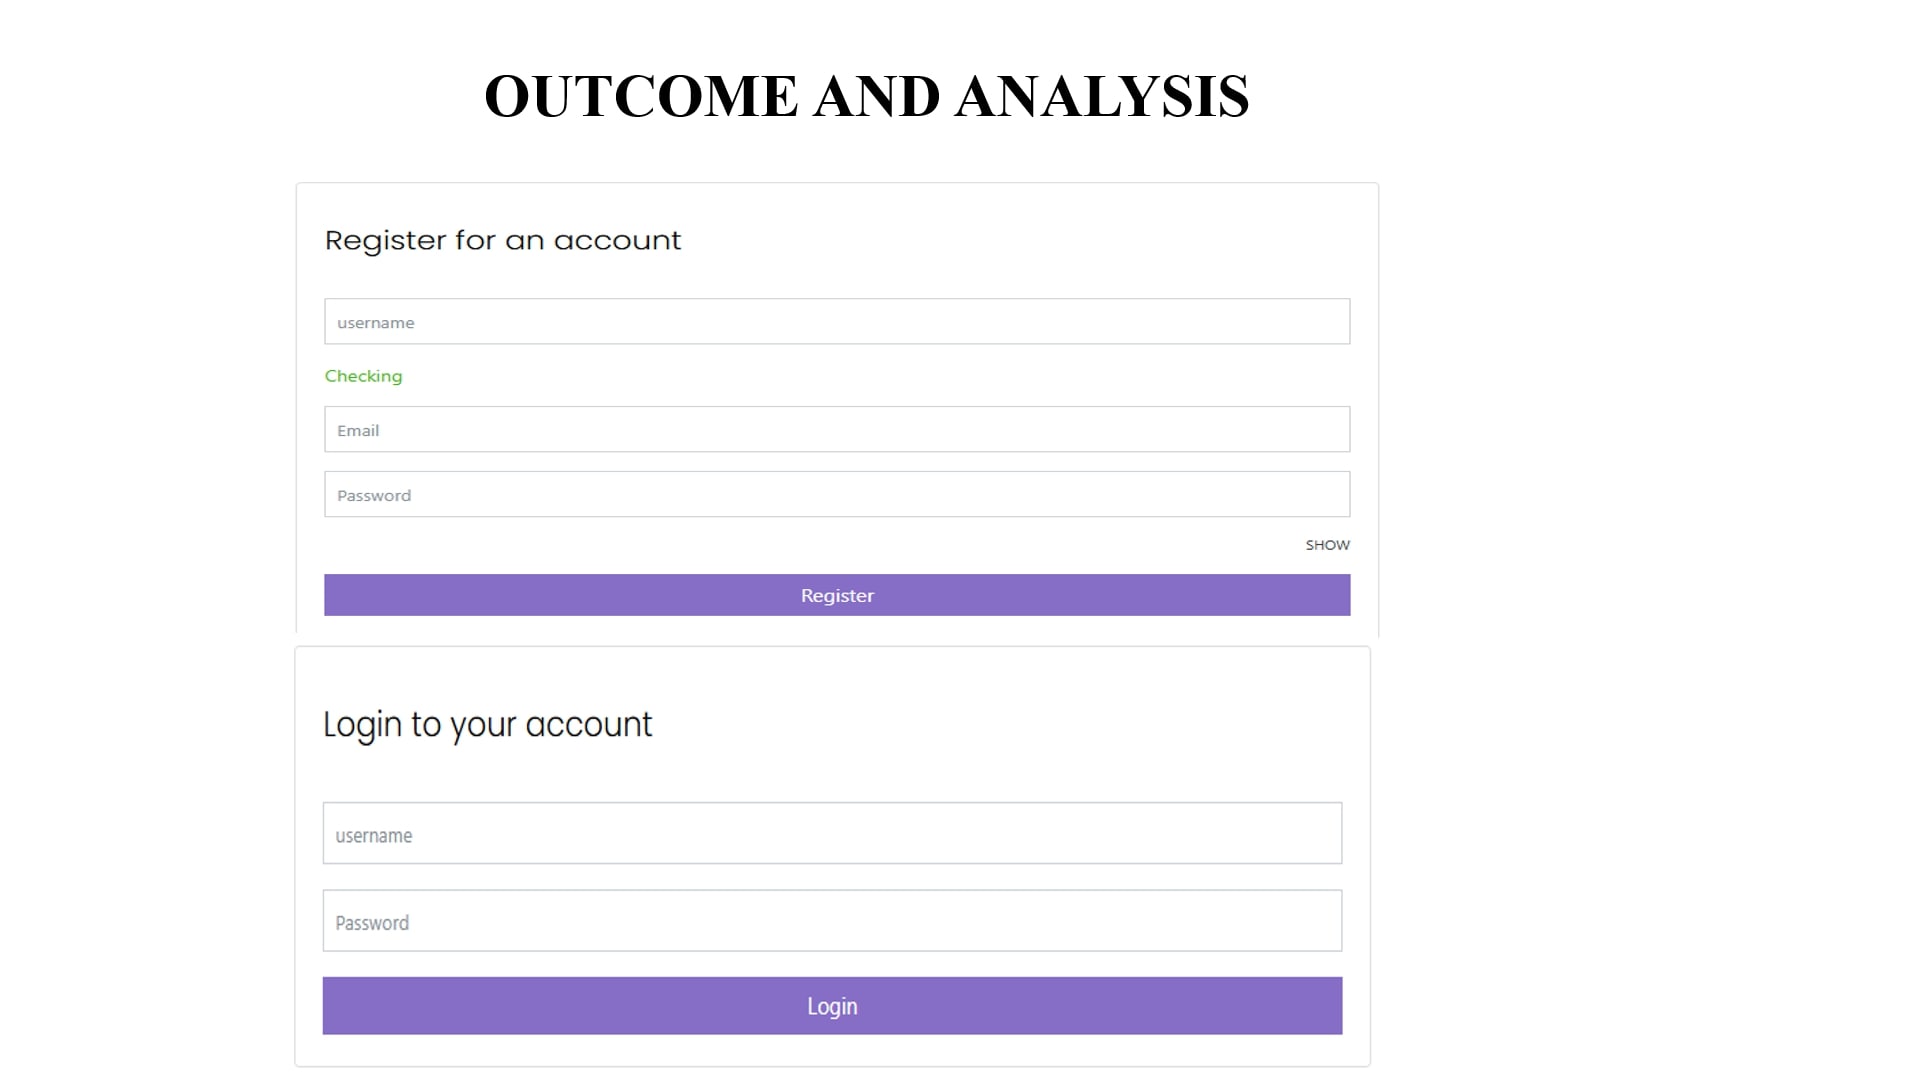 OUTCOME AND ANALYSIS
Register for an account
username
Checking
Email
Password
SHOW
Register
Login to your account
username
Password
Login